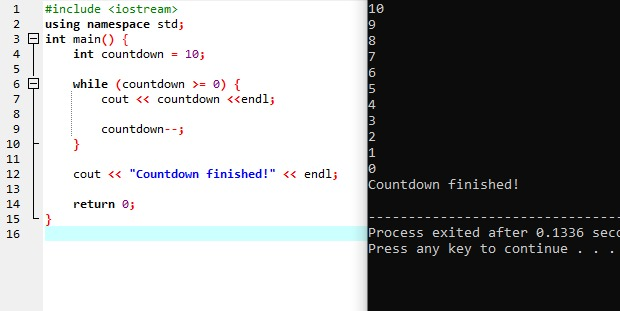 1 #include <iostream>
2 using namespace std;
3 int main() {
4 int countdown = 10;
5
6 while (countdown >= 0) {
7 cout << countdown <<endl;
8
9 countdown--;
10 }
11
12 cout << "Countdown finished!" << endl;
13
14 return 0;
15 }
16
10
9
8
7
6
5
4
3
2
1
0
Countdown finished!
--------------------------------
Process exited after 0.1336 sec
Press any key to continue . . .